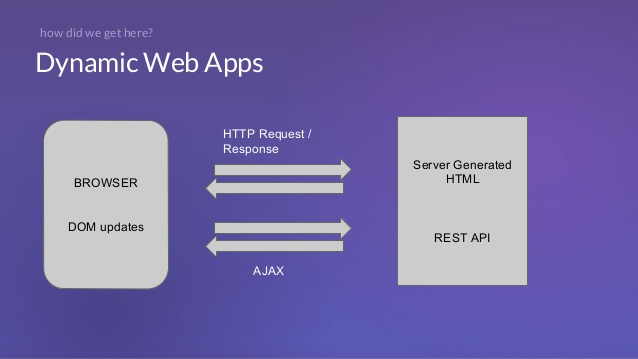 how did we get here?
Dynamic Web Apps
HTTP Request /
Response
BROWSER
DOM updates
AJAX
Server Generated
HTML
REST API